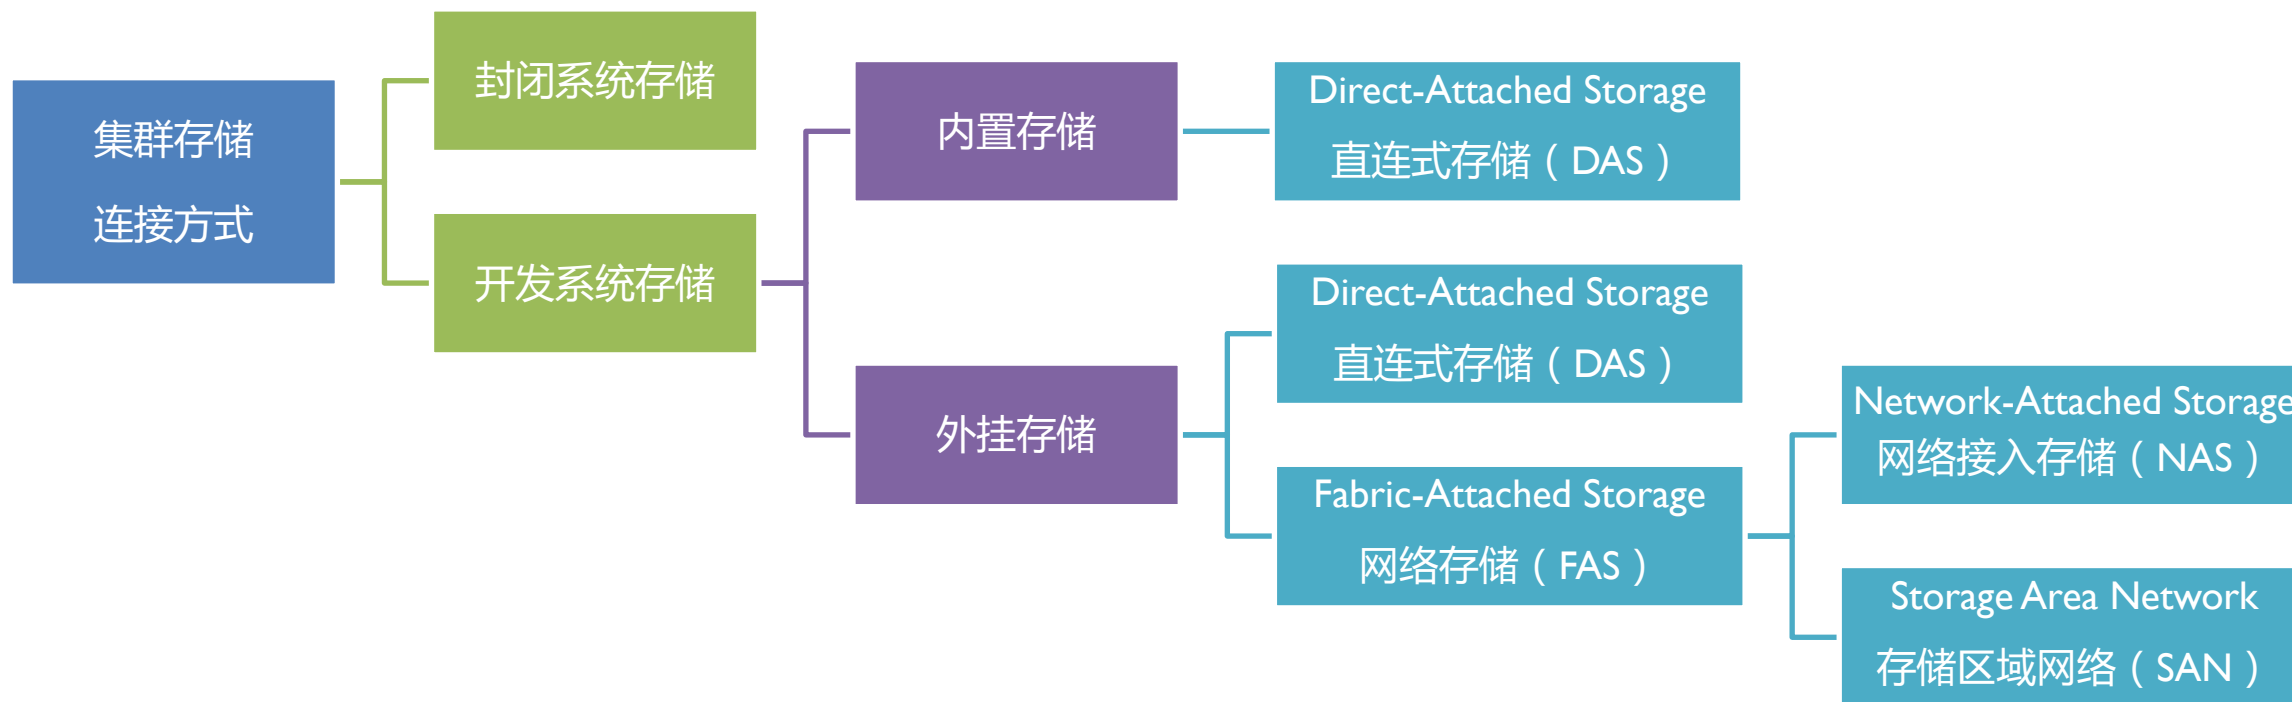 集群存储
连接方式
封闭系统存储
开发系统存储
内置存储
Direct-Attached Storage
直连式存储（DAS）
外挂存储
Direct-Attached Storage
直连式存储（DAS）
Fabric-Attached Storage
网络存储（FAS）
Network-Attached Storage
网络接入存储（NAS）
Storage Area Network
存储区域网络（SAN）